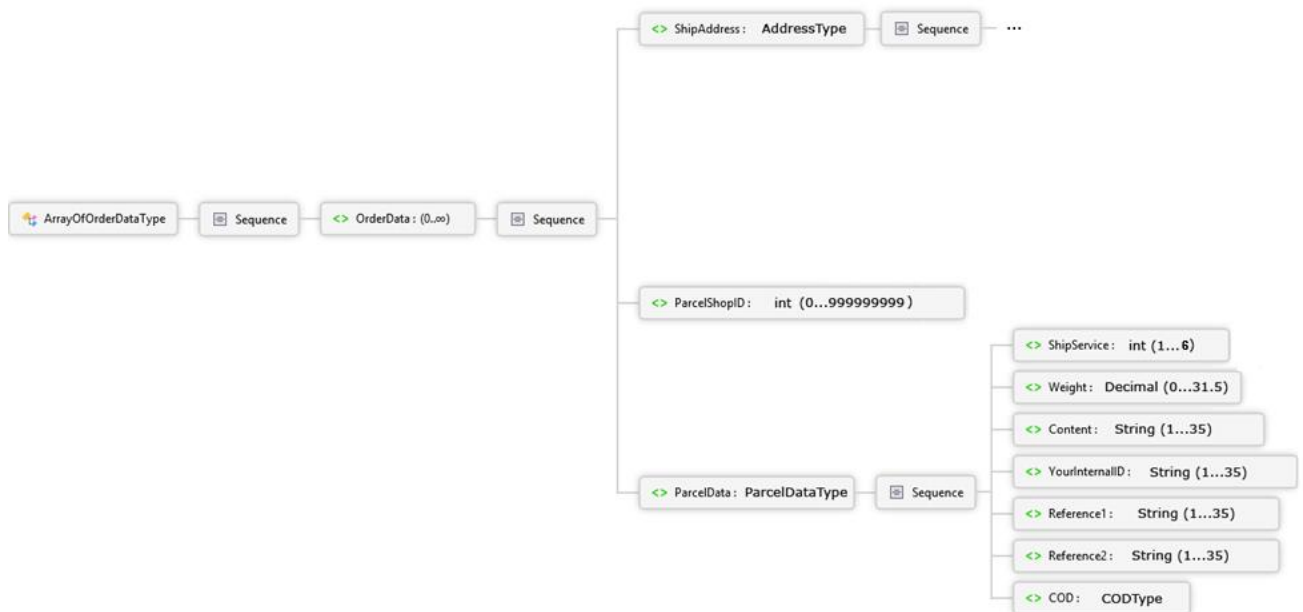 ShipAddress: AddressType
Sequence
...
ArrayOfOrderDataType
Sequence
OrderData: (0..∞)
Sequence
ParcelShopID: int (0...999999999)
ShipService: int (1...6)
Weight: Decimal (0...31.5)
Content: String (1...35)
YourInternalID: String (1...35)
ParcelData: ParcelDataType
Sequence
Reference1: String (1...35)
Reference2: String (1...35)
COD: CODType